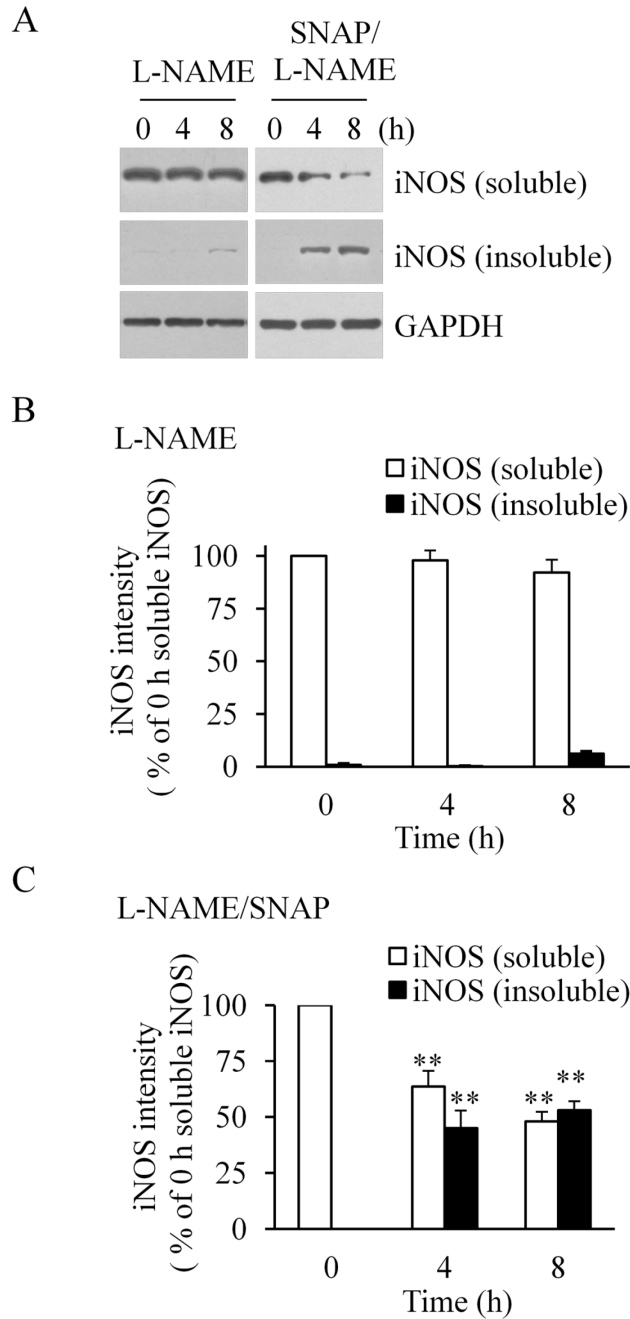 A
L-NAME
SNAP/
L-NAME
0 4 8 0 4 8 (h)
iNOS (soluble)
iNOS (insoluble)
GAPDH
B
L-NAME
iNOS (soluble)
iNOS (insoluble)
iNOS intensity
( % of 0 h soluble iNOS)
100
75
50
25
0
0 4 8
Time (h)
C
L-NAME/SNAP
iNOS (soluble)
iNOS (insoluble)
iNOS intensity
( % of 0 h soluble iNOS)
100
75
50
25
0
** ** ** **
0 4 8
Time (h)